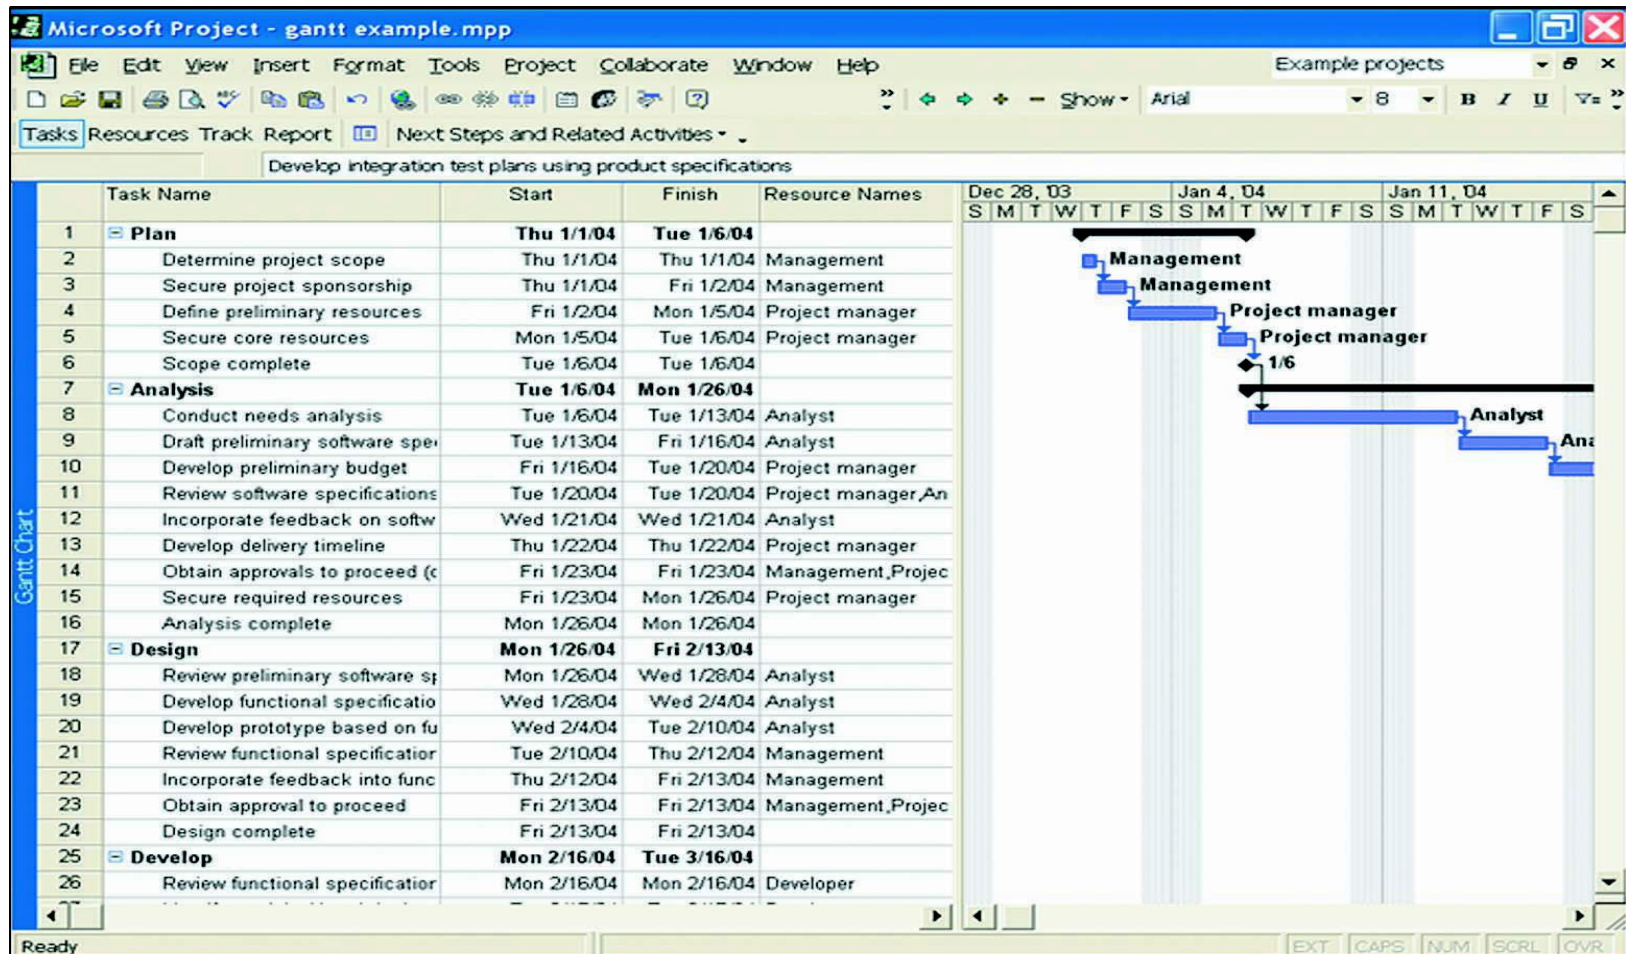 Microsoft Project - gantt example.mpp
File Edit View Insert Format Tools Project Collaborate Window Help Example projects
Show Arial 8 B I U
Tasks Resources Track Report Next Steps and Related Activities
Develop integration test plans using product specifications
Task Name Start Finish Resource Names Dec 28, '03 Jan 4, '04 Jan 11, '04
S M T W T F S S M T W T F S S M T W T F S
1 Plan Thu 1/1/04 Tue 1/6/04
2 Determine project scope Thu 1/1/04 Thu 1/1/04 Management Management
3 Secure project sponsorship Thu 1/1/04 Fri 1/2/04 Management Management
4 Define preliminary resources Fri 1/2/04 Mon 1/5/04 Project manager Project manager
5 Secure core resources Mon 1/5/04 Tue 1/6/04 Project manager Project manager
6 Scope complete Tue 1/6/04 Tue 1/6/04 1/6
7 Analysis Tue 1/6/04 Mon 1/26/04
8 Conduct needs analysis Tue 1/6/04 Tue 1/13/04 Analyst Analyst
9 Draft preliminary software spe Tue 1/13/04 Fri 1/16/04 Analyst Ana
10 Develop preliminary budget Fri 1/16/04 Tue 1/20/04 Project manager
11 Review software specifications Tue 1/20/04 Tue 1/20/04 Project manager,An
12 Incorporate feedback on softw Wed 1/21/04 Wed 1/21/04 Analyst
13 Develop delivery timeline Thu 1/22/04 Thu 1/22/04 Project manager
14 Obtain approvals to proceed (c Fri 1/23/04 Fri 1/23/04 Management,Projec
15 Secure required resources Fri 1/23/04 Mon 1/26/04 Project manager
16 Analysis complete Mon 1/26/04 Mon 1/26/04
17 Design Mon 1/26/04 Fri 2/13/04
18 Review preliminary software sp Mon 1/26/04 Wed 1/28/04 Analyst
19 Develop functional specificatio Wed 1/28/04 Wed 2/4/04 Analyst
20 Develop prototype based on fu Wed 2/4/04 Tue 2/10/04 Analyst
21 Review functional specification Tue 2/10/04 Thu 2/12/04 Management
22 Incorporate feedback into func Thu 2/12/04 Fri 2/13/04 Management
23 Obtain approval to proceed Fri 2/13/04 Fri 2/13/04 Management,Projec
24 Design complete Fri 2/13/04 Fri 2/13/04
25 Develop Mon 2/16/04 Tue 3/16/04
26 Review functional specification Mon 2/16/04 Mon 2/16/04 Developer
Gantt Chart
Ready EXT CAPS NUM SCRL OVR